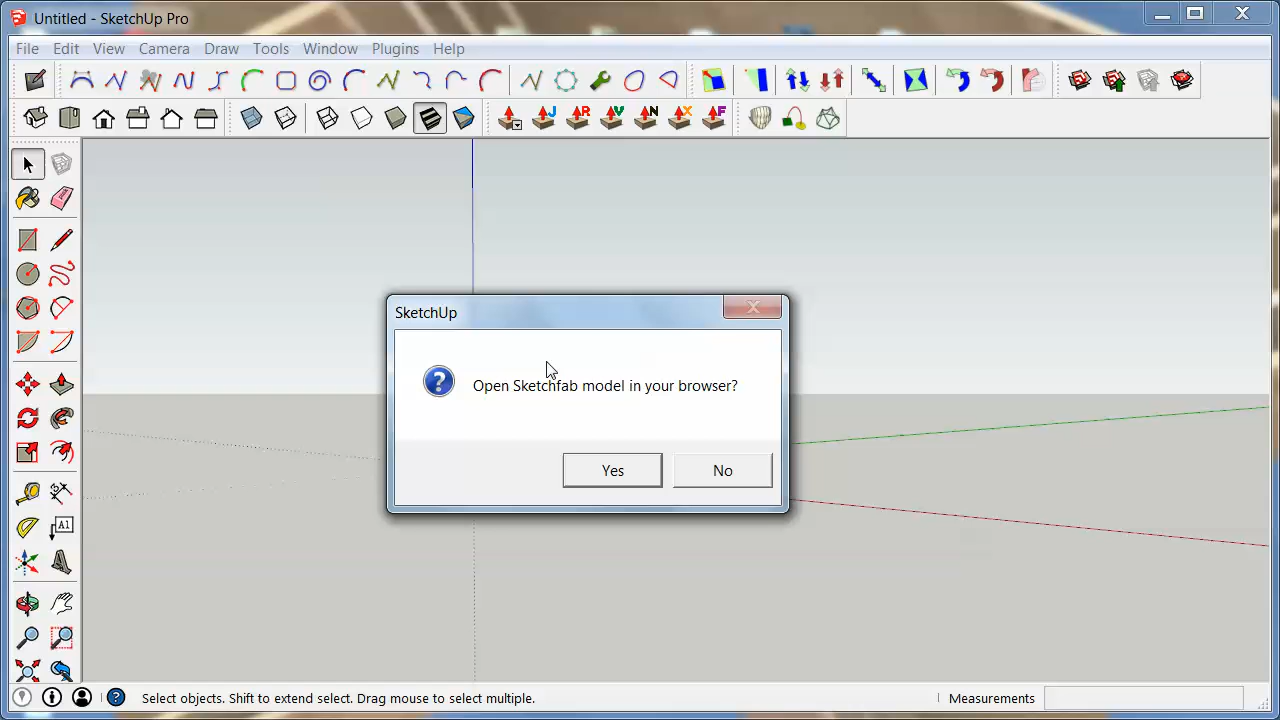 Untitled - SketchUp Pro
File Edit View Camera Draw Tools Window Plugins Help
J R V N X F
SketchUp
Open Sketchfab model in your browser?
Yes No
A1
Select objects. Shift to extend select. Drag mouse to select multiple.
Measurements